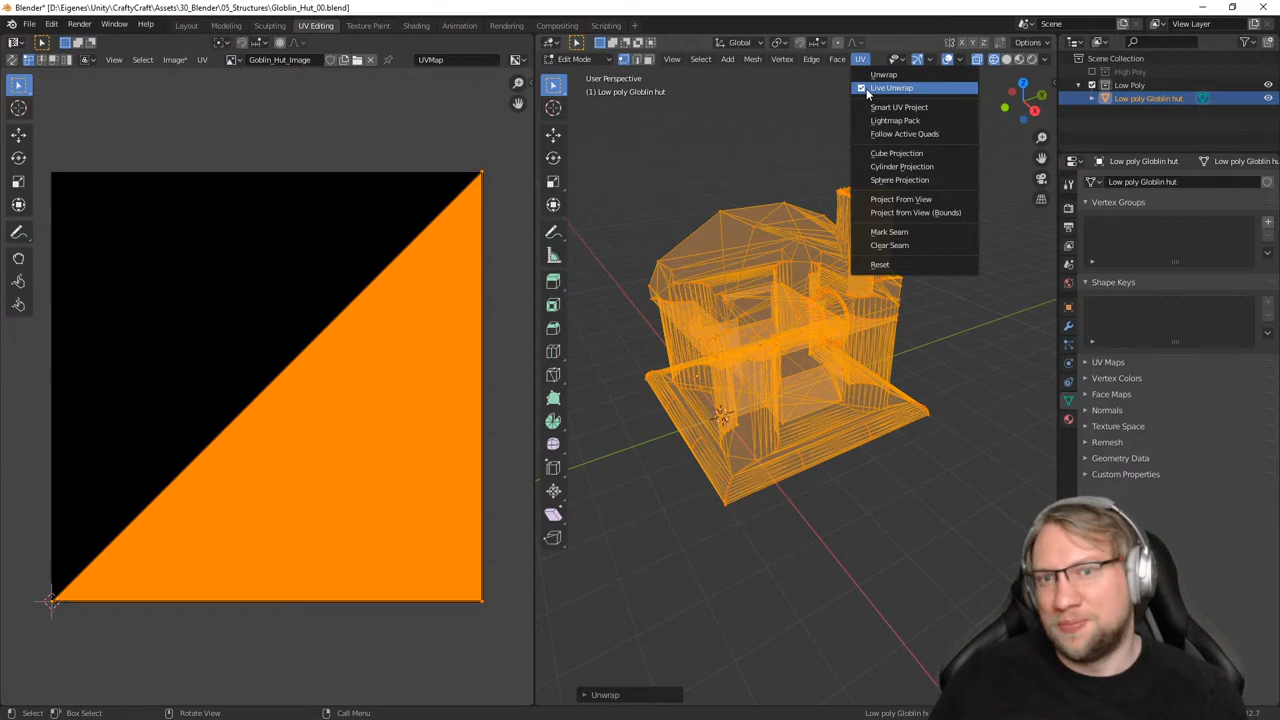 Blender* [D:\Eigenes\Unity\CraftyCraft\Assets\30_Blender\05_Structures\Globlin_Hut_00.blend]
File Edit Render Window Help Layout Modeling Sculpting UV Editing Texture Paint Shading Animation Rendering Compositing Scripting Scene View Layer
Global Options
View Select Image* UV Goblin_Hut_Image UVMap Edit Mode View Select Add Mesh Vertex Edge Face UV
User Perspective
(1) Low poly Globlin hut
Unwrap
Live Unwrap
Smart UV Project
Lightmap Pack
Follow Active Quads
Cube Projection
Cylinder Projection
Sphere Projection
Project From View
Project from View (Bounds)
Mark Seam
Clear Seam
Reset
X Y Z
Z
Y
X
Scene Collection
High Poly
Low Poly
Low poly Globlin hut
Low poly Globlin hut Low poly Globlin hut
Low poly Globlin hut
Vertex Groups
Shape Keys
UV Maps
Vertex Colors
Face Maps
Normals
Texture Space
Remesh
Geometry Data
Custom Properties
Unwrap
Select Box Select Rotate View Call Menu